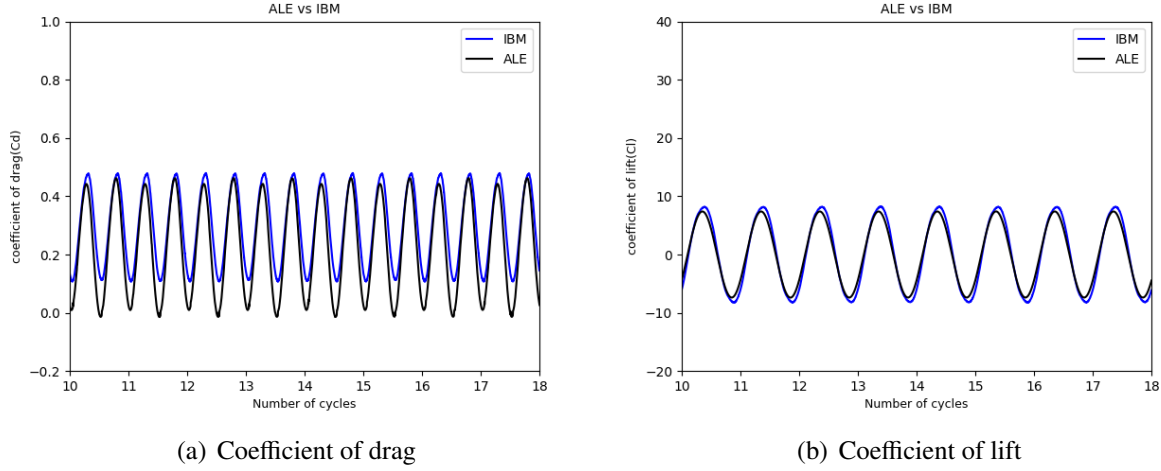 ALE vs IBM
1.0
0.8
0.6
0.4
0.2
0.0
−0.2
coefficient of drag(Cd)
IBM
ALE
10 11 12 13 14 15 16 17 18
Number of cycles
(a) Coefficient of drag
ALE vs IBM
40
30
20
10
0
−10
−20
coefficient of lift(Cl)
IBM
ALE
10 11 12 13 14 15 16 17 18
Number of cycles
(b) Coefficient of lift